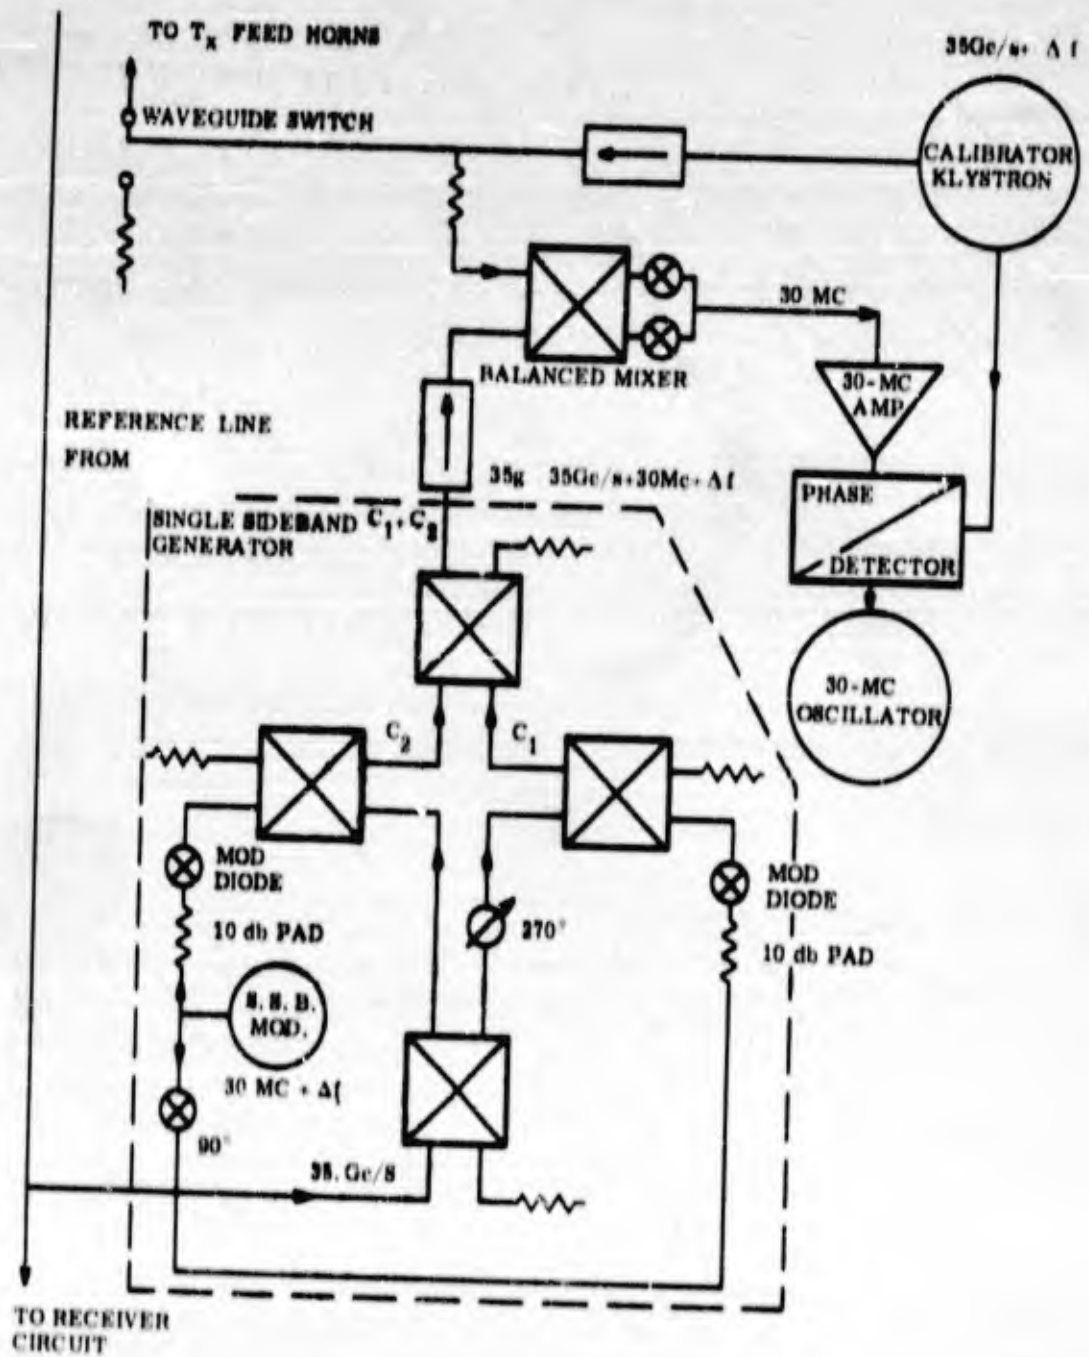 TO Tx FEED HORNS
35Gc/s+ Δf
WAVEGUIDE SWITCH
CALIBRATOR
KLYSTRON
30 MC
BALANCED MIXER
30-MC
AMP
REFERENCE LINE
FROM
35g 35Gc/s+30Mc+Δf
PHASE
DETECTOR
SINGLE SIDEBAND
GENERATOR
C1+C2
30-MC
OSCILLATOR
C2
C1
MOD
DIODE
MOD
DIODE
10 db PAD
270°
10 db PAD
S.S.B.
MOD.
30 MC + Δf
90°
35.Gc/S
TO RECEIVER
CIRCUIT